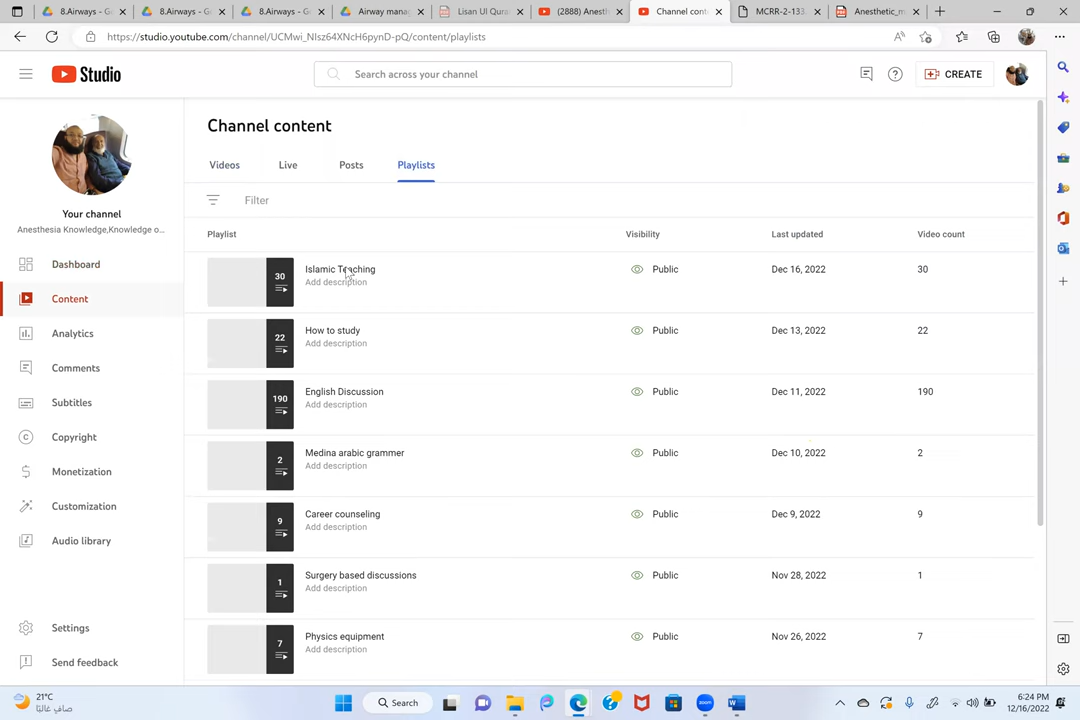 8.Airways - Go
8.Airways - Go
8.Airways - Go
Airway manag
Lisan Ul Quran
(2888) Anesth
Channel cont
MCRR-2-133.
Anesthetic_m
https://studio.youtube.com/channel/UCMwi_NIsz64XNcH6pynD-pQ/content/playlists
Studio
Search across your channel
CREATE
Your channel
Anesthesia Knowledge,Knowledge o...
Dashboard
Content
Analytics
Comments
Subtitles
Copyright
Monetization
Customization
Audio library
Settings
Send feedback
Channel content
Videos Live Posts Playlists
Filter
Playlist Visibility Last updated Video count
30 Islamic Teaching Public Dec 16, 2022 30
Add description
22 How to study Public Dec 13, 2022 22
Add description
190 English Discussion Public Dec 11, 2022 190
Add description
2 Medina arabic grammer Public Dec 10, 2022 2
Add description
9 Career counseling Public Dec 9, 2022 9
Add description
1 Surgery based discussions Public Nov 28, 2022 1
Add description
7 Physics equipment Public Nov 26, 2022 7
Add description
21°C
صافٍ غالبًا
Search
6:24 PM
12/16/2022